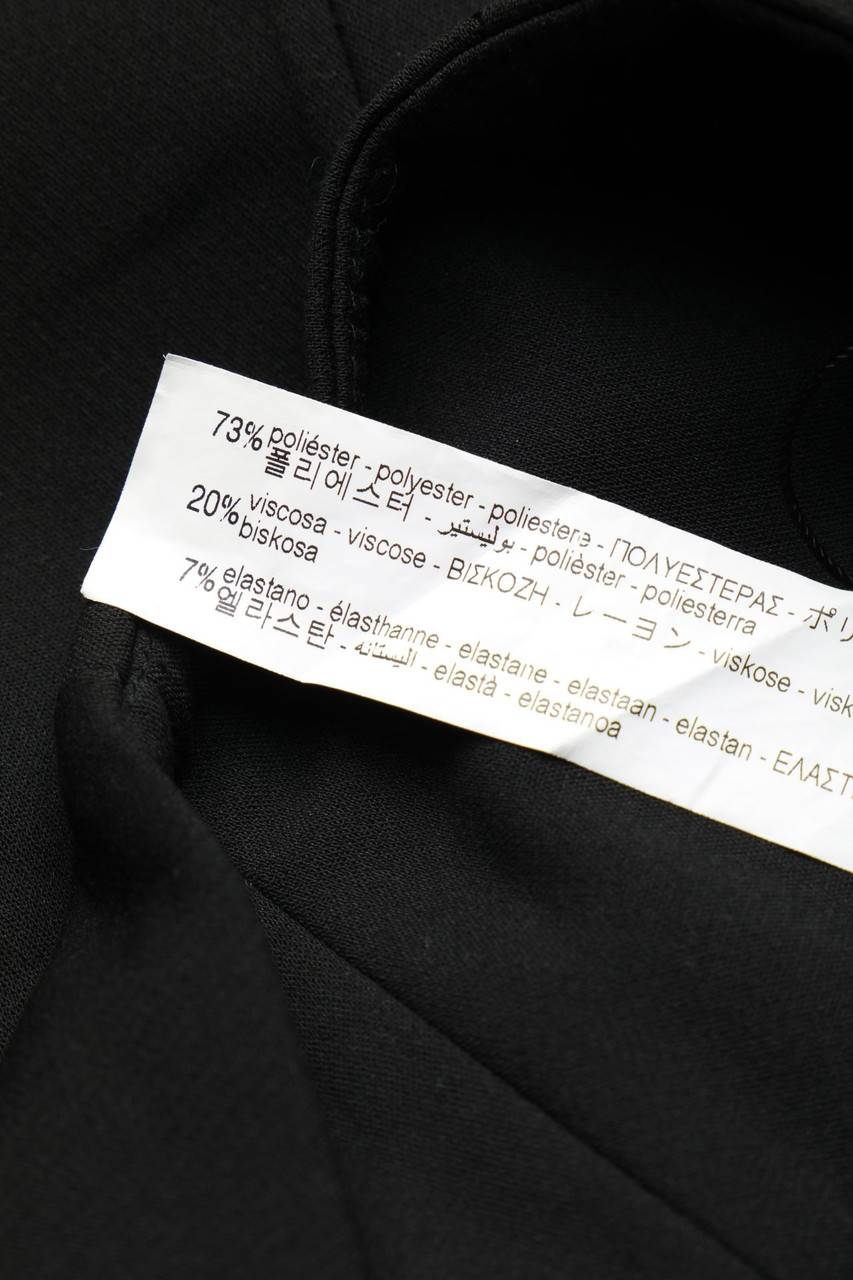 73% poliéster - polyester - poliestere - ΠΟΛΥΕΣΤΕΡΑΣ - ポリ
폴리에스터 - بوليستير - polièster - poliesterra
20% viscosa - viscose - ΒΙΣΚΟΖΗ - レーヨン - viskose - visk
biskosa
7% elastano - élasthanne - elastane - elastaan - elastan - ΕΛΑΣΤ
엘라스탄 - اليستانه - elastà - elastanoa